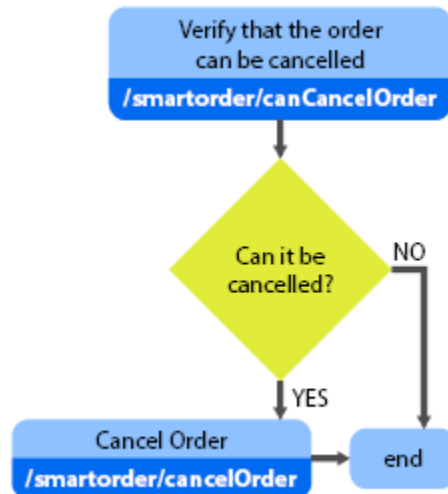 Verify that the order
can be cancelled
/smartorder/canCancelOrder
Can it be
cancelled?
NO
YES
Cancel Order
/smartorder/cancelOrder
end